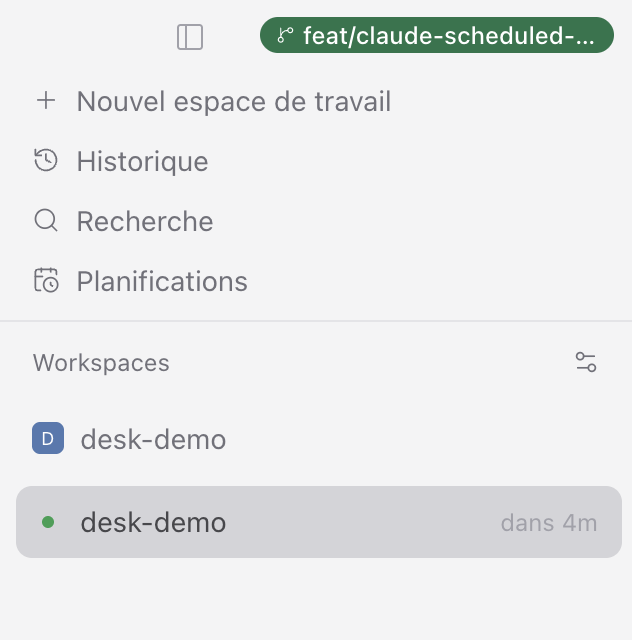 feat/claude-scheduled-...
Nouvel espace de travail
Historique
Recherche
Planifications
Workspaces
D desk-demo
desk-demo dans 4m